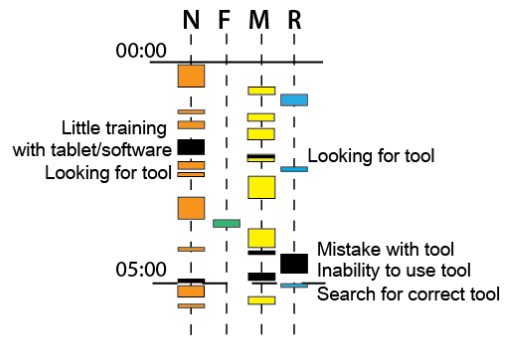 N F M R
00:00
Little training
with tablet/software
Looking for tool
Looking for tool
Mistake with tool
Inability to use tool
05:00
Search for correct tool